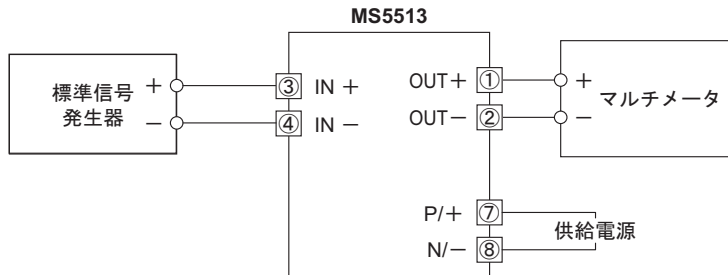 MS5513
標準信号
発生器
+
−
③ IN +
④ IN −
OUT+ ①
OUT− ②
+
−
マルチメータ
P/+ ⑦
N/− ⑧
供給電源